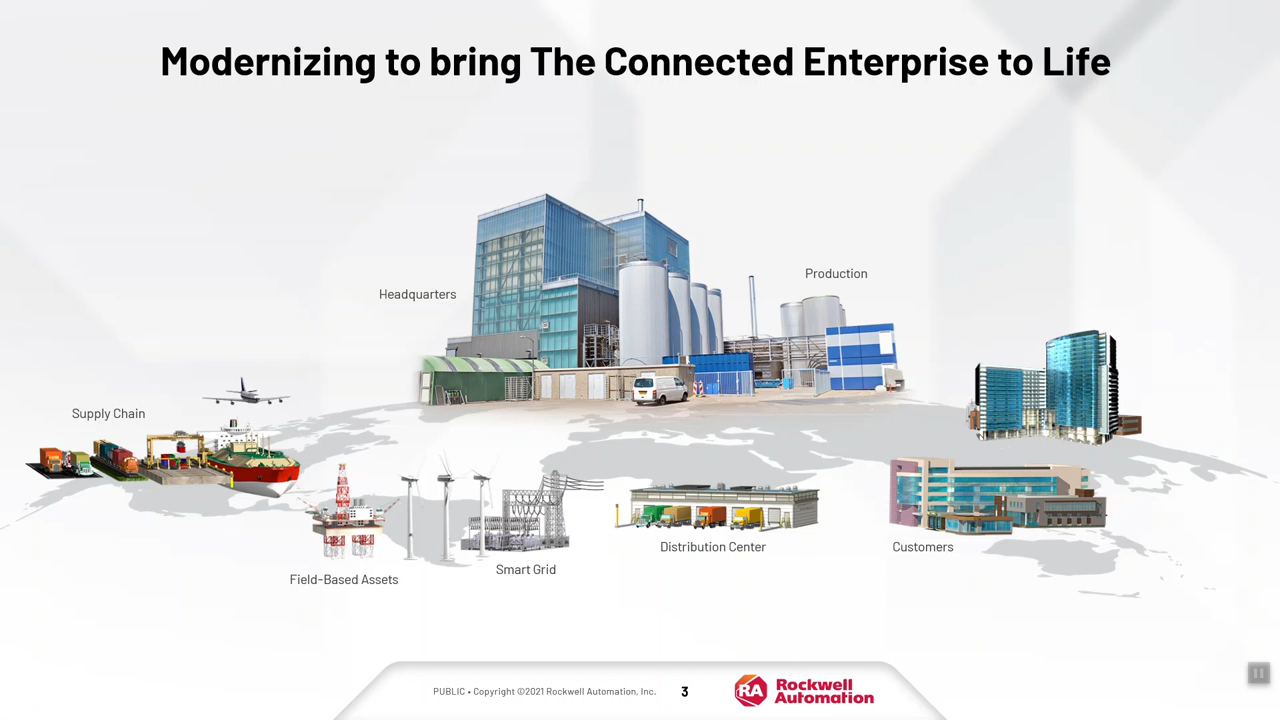 Modernizing to bring The Connected Enterprise to Life
Production
Headquarters
Supply Chain
Distribution Center
Customers
Smart Grid
Field-Based Assets
PUBLIC • Copyright ©2021 Rockwell Automation, Inc.
3
RA
Rockwell
Automation